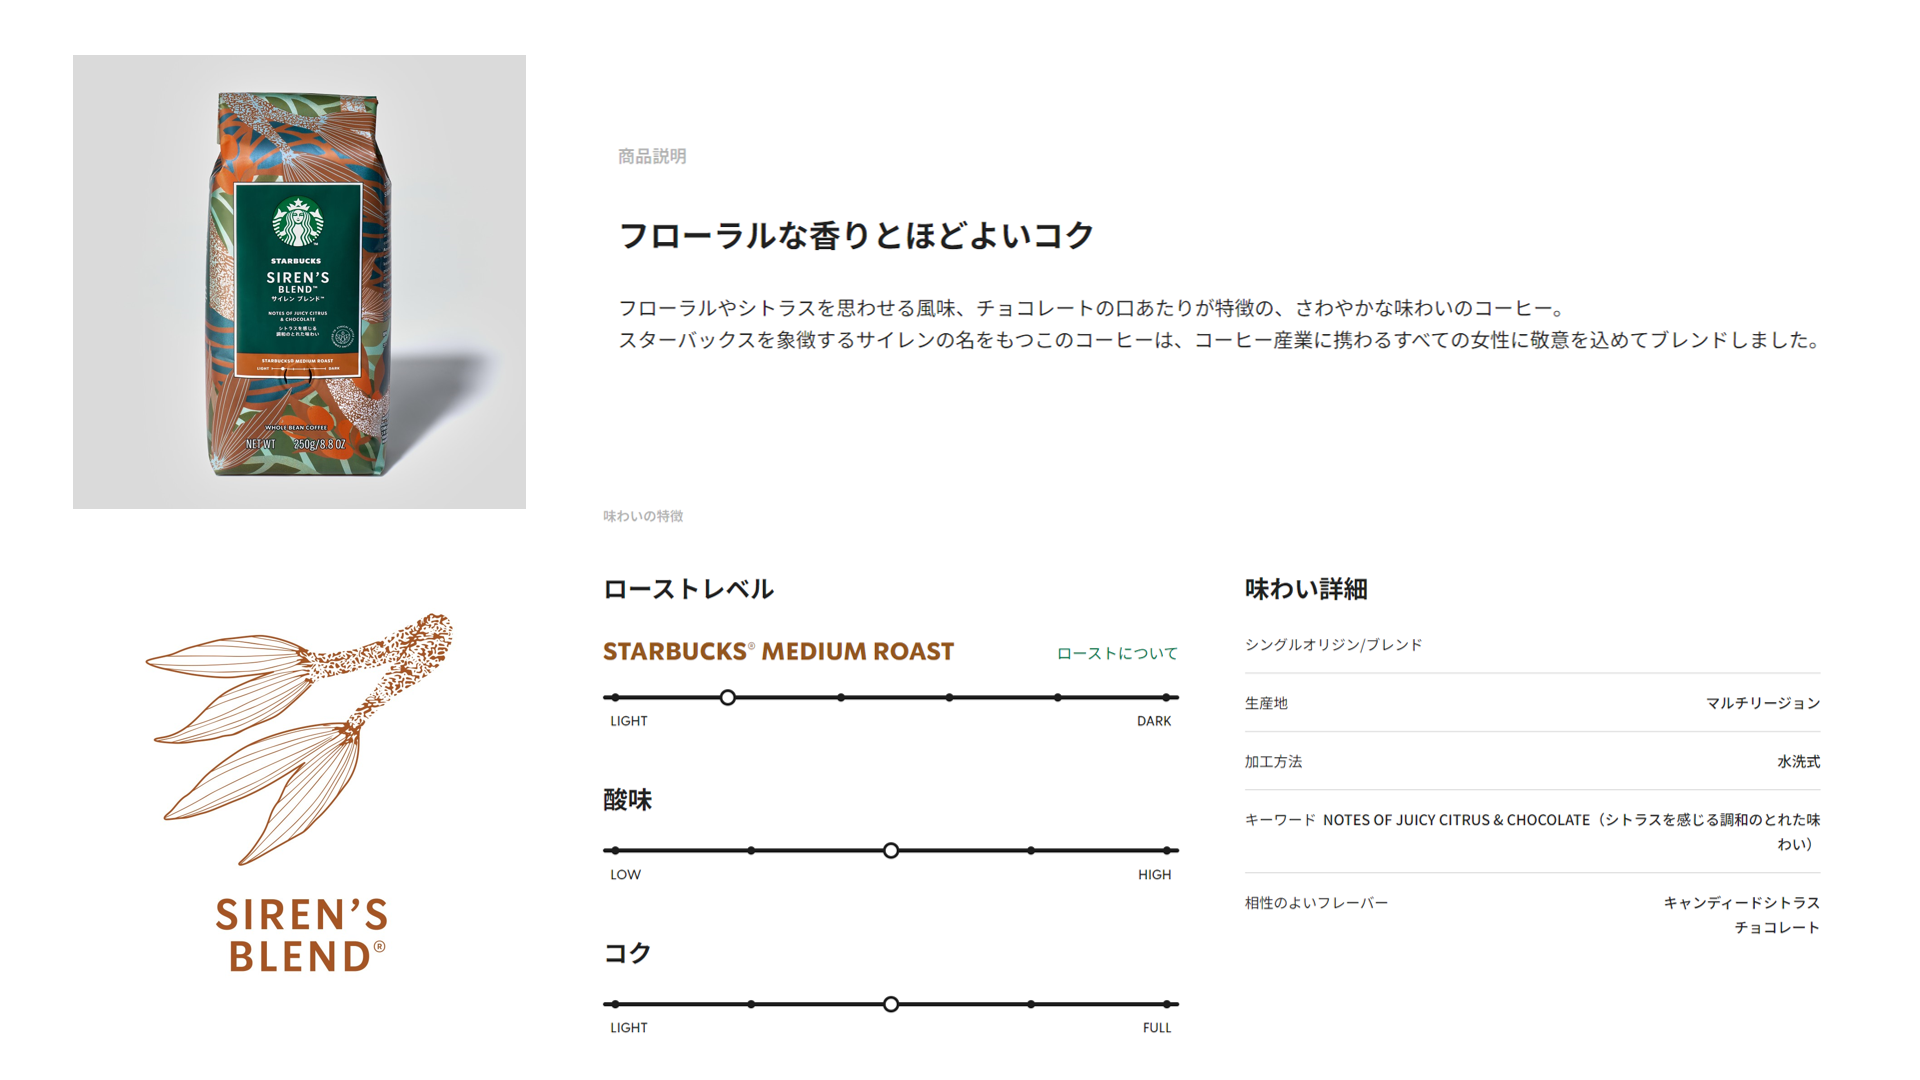 STARBUCKS
SIREN'S
BLEND™
サイレン ブレンド™
NOTES OF JUICY CITRUS
& CHOCOLATE
シトラスを感じる
調和のとれた味わい
STARBUCKS® MEDIUM ROAST
LIGHT DARK
WHOLE BEAN COFFEE
NET WT 250g/8.8 OZ
商品説明
フローラルな香りとほどよいコク
フローラルやシトラスを思わせる風味、チョコレートの口あたりが特徴の、さわやかな味わいのコーヒー。
スターバックスを象徴するサイレンの名をもつこのコーヒーは、コーヒー産業に携わるすべての女性に敬意を込めてブレンドしました。
SIREN'S
BLEND®
味わいの特徴
ローストレベル
STARBUCKS® MEDIUM ROAST ローストについて
LIGHT DARK
酸味
LOW HIGH
コク
LIGHT FULL
味わい詳細
シングルオリジン/ブレンド
生産地 マルチリージョン
加工方法 水洗式
キーワード NOTES OF JUICY CITRUS & CHOCOLATE（シトラスを感じる調和のとれた味
わい）
相性のよいフレーバー キャンディードシトラス
チョコレート